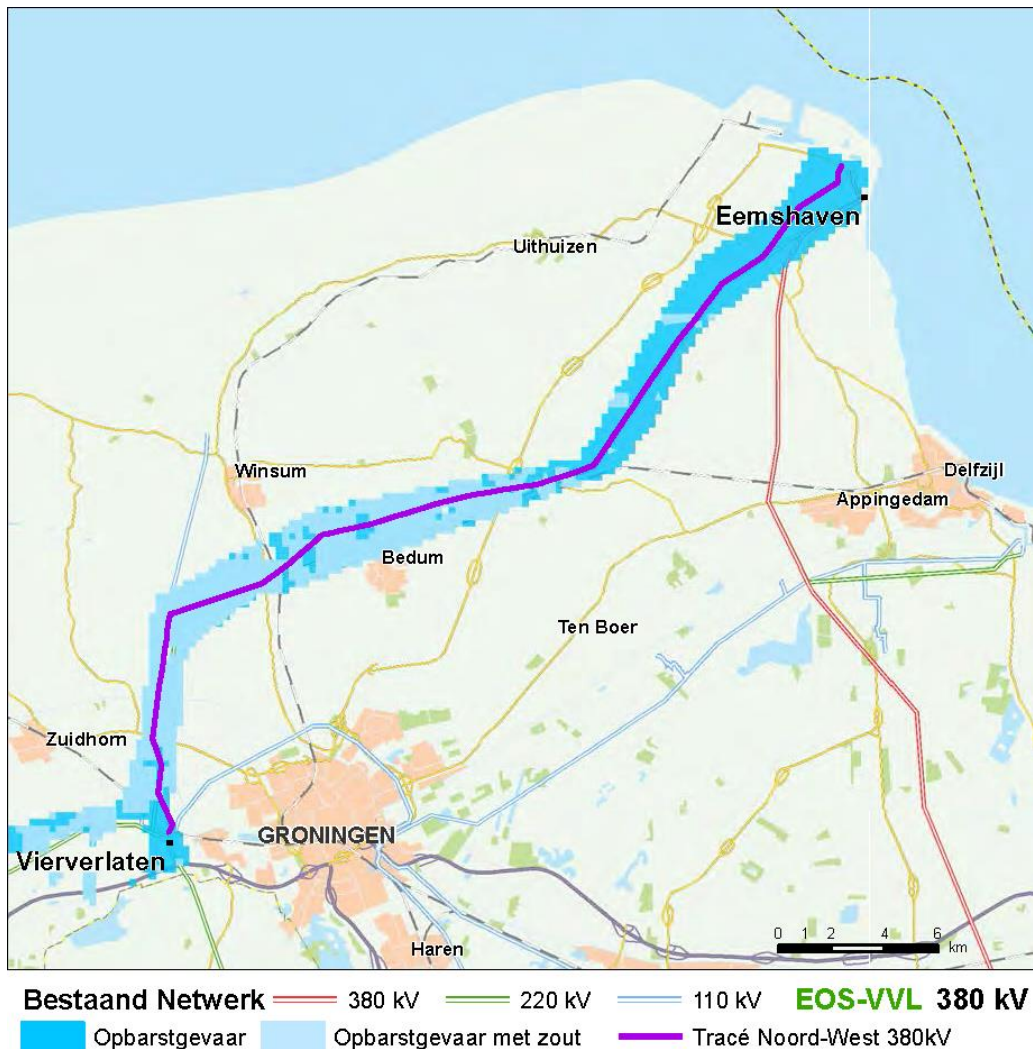 Eemshaven
Uithuizen
Winsum
Delfzijl
Appingedam
Bedum
Ten Boer
Zuidhorn
GRONINGEN
Vierverlaten
Haren
0 1 2 4 6
km
Bestaand Netwerk 380 kV 220 kV 110 kV EOS-VVL 380 kV
Opbarstgevaar Opbarstgevaar met zout Tracé Noord-West 380kV